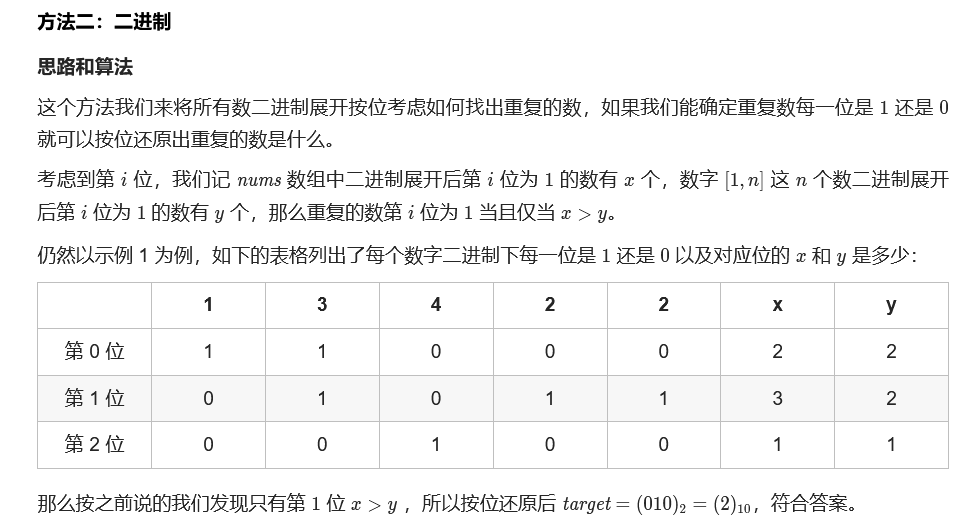 方法二：二进制
思路和算法
这个方法我们来将所有数二进制展开按位考虑如何找出重复的数，如果我们能确定重复数每一位是 1 还是 0
就可以按位还原出重复的数是什么。
考虑到第 i 位，我们记 nums 数组中二进制展开后第 i 位为 1 的数有 x 个，数字 [1, n] 这 n 个数二进制展开
后第 i 位为 1 的数有 y 个，那么重复的数第 i 位为 1 当且仅当 x > y。
仍然以示例 1 为例，如下的表格列出了每个数字二进制下每一位是 1 还是 0 以及对应位的 x 和 y 是多少：
1 3 4 2 2 x y
第 0 位 1 1 0 0 0 2 2
第 1 位 0 1 0 1 1 3 2
第 2 位 0 0 1 0 0 1 1
那么按之前说的我们发现只有第 1 位 x > y ，所以按位还原后 target = (010)₂ = (2)₁₀，符合答案。